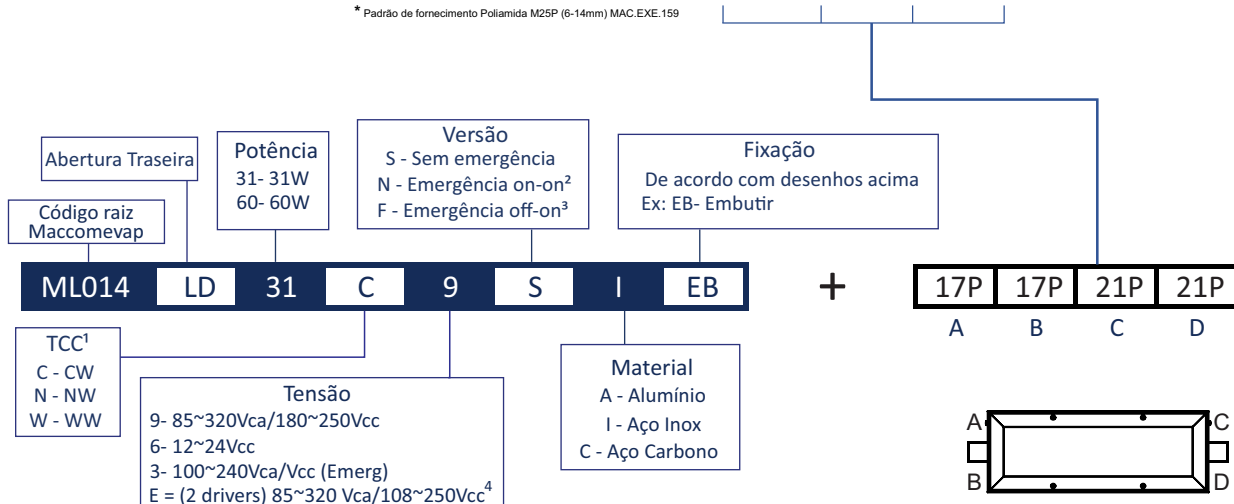 * Padrão de fornecimento Poliamida M25P (6-14mm) MAC.EXE.159
Abertura Traseira
Código raiz
Maccomevap
Potência
31- 31W
60- 60W
Versão
S - Sem emergência
N - Emergência on-on²
F - Emergência off-on³
Fixação
De acordo com desenhos acima
Ex: EB- Embutir
ML014 LD 31 C 9 S I EB + 17P 17P 21P 21P
A B C D
TCC¹
C - CW
N - NW
W - WW
Tensão
9- 85~320Vca/180~250Vcc
6- 12~24Vcc
3- 100~240Vca/Vcc (Emerg)
E = (2 drivers) 85~320 Vca/108~250Vcc⁴
Material
A - Alumínio
I - Aço Inox
C - Aço Carbono
A C
B D